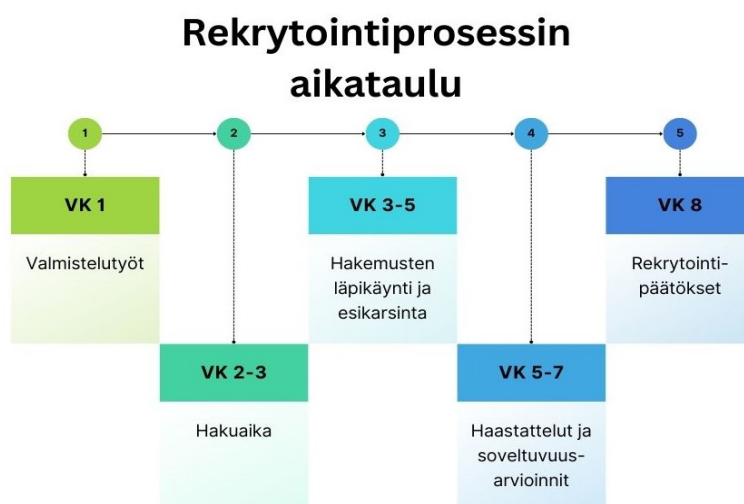 Rekrytointiprosessin
aikataulu
1
2
3
4
5
VK 1
Valmistelutyöt
VK 2-3
Hakuaika
VK 3-5
Hakemusten
läpikäynti ja
esikarsinta
VK 5-7
Haastattelut ja
soveltuvuus-
arvioinnit
VK 8
Rekrytointi-
päätökset